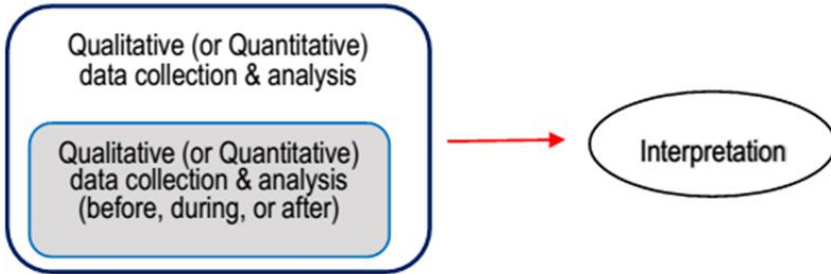 Qualitative (or Quantitative)
data collection & analysis
Qualitative (or Quantitative)
data collection & analysis
(before, during, or after)
Interpretation